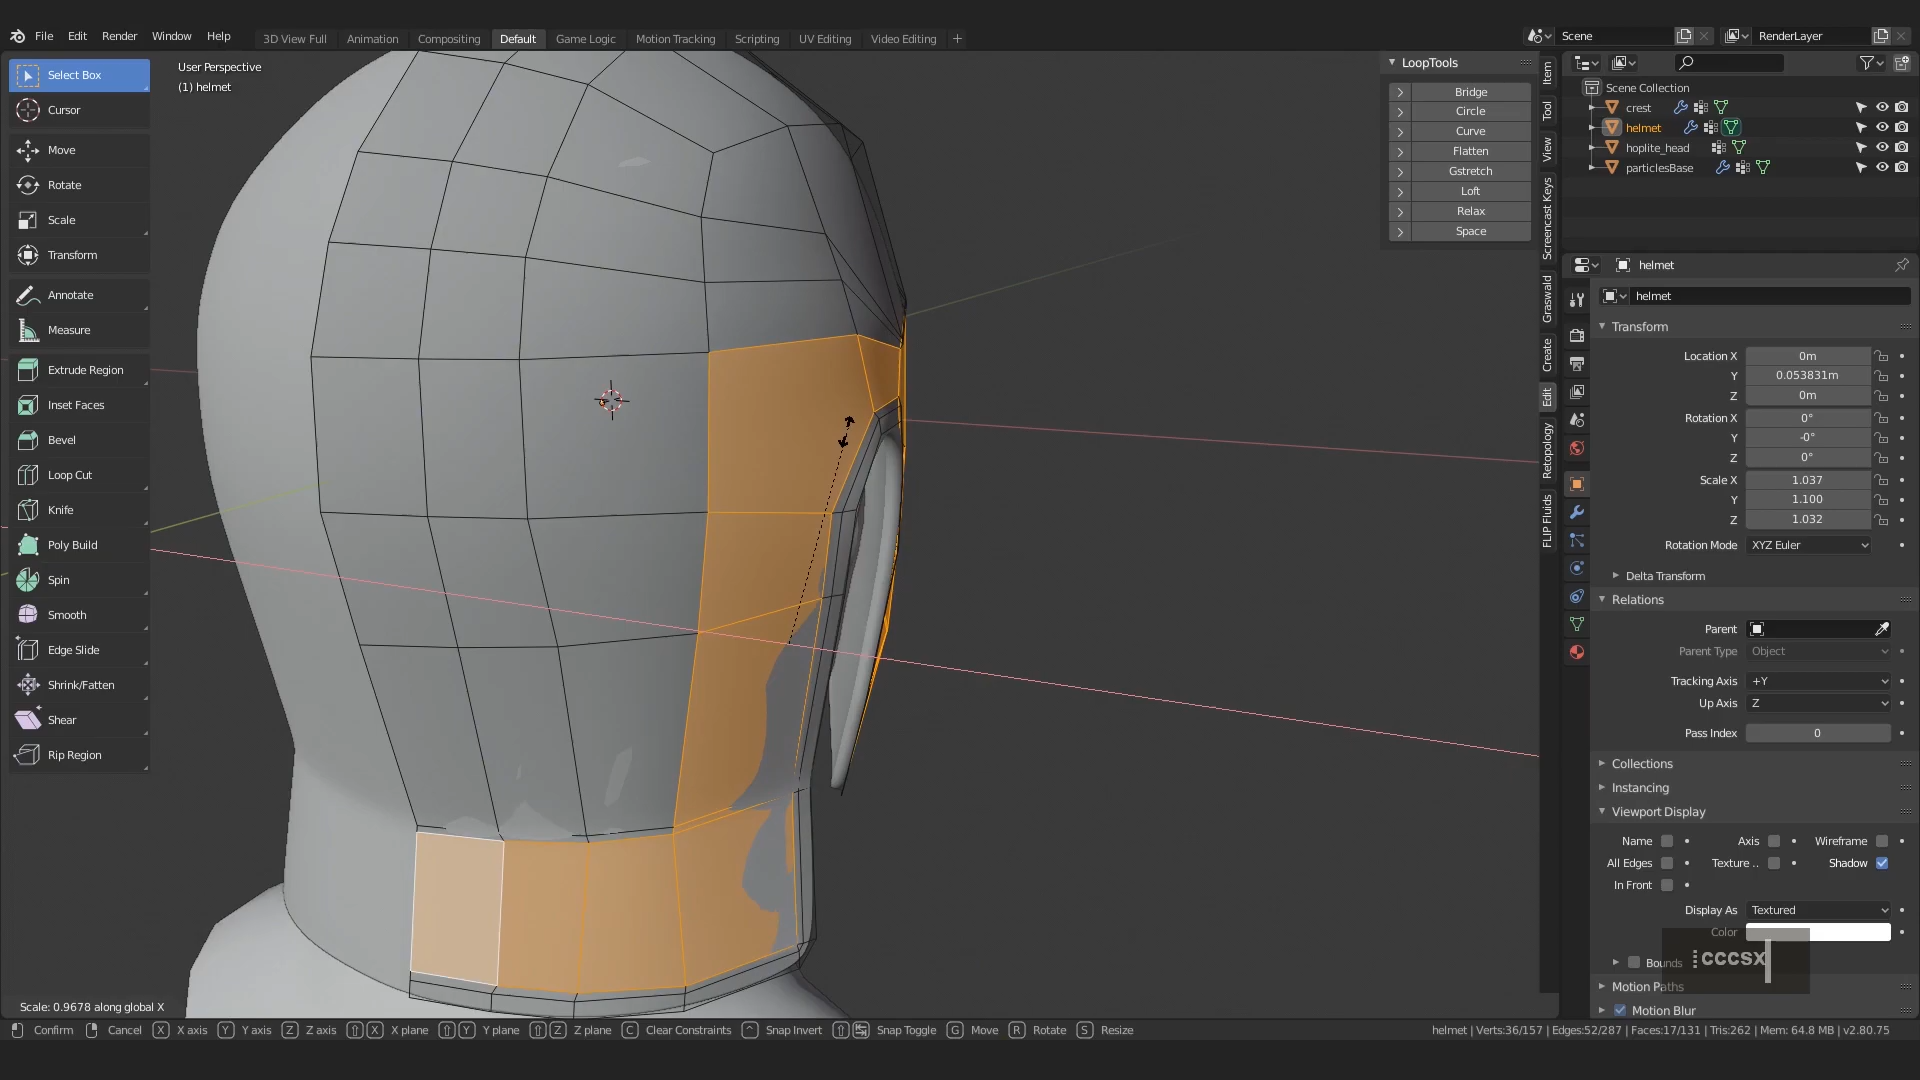 File Edit Render Window Help
3D View Full Animation Compositing Default Game Logic Motion Tracking Scripting UV Editing Video Editing +
Scene
RenderLayer
Select Box
Cursor
Move
Rotate
Scale
Transform
Annotate
Measure
Extrude Region
Inset Faces
Bevel
Loop Cut
Knife
Poly Build
Spin
Smooth
Edge Slide
Shrink/Fatten
Shear
Rip Region
User Perspective
(1) helmet
LoopTools
Bridge
Circle
Curve
Flatten
Gstretch
Loft
Relax
Space
Item
Tool
View
Screencast Keys
Graswald
Create
Edit
Retopology
FLIP Fluids
Scene Collection
crest
helmet
hoplite_head
particlesBase
helmet
helmet
Transform
Location X 0m
Y 0.053831m
Z 0m
Rotation X 0°
Y -0°
Z 0°
Scale X 1.037
Y 1.100
Z 1.032
Rotation Mode XYZ Euler
Delta Transform
Relations
Parent
Parent Type Object
Tracking Axis +Y
Up Axis Z
Pass Index 0
Collections
Instancing
Viewport Display
Name Axis Wireframe
All Edges Texture .. Shadow
In Front
Display As Textured
Color
Bounds
CCCSX
Motion Paths
Motion Blur
Scale: 0.9678 along global X
Confirm Cancel X X axis Y Y axis Z Z axis X X plane Y Y plane Z Z plane C Clear Constraints ^ Snap Invert Snap Toggle G Move R Rotate S Resize
helmet | Verts:36/157 | Edges:52/287 | Faces:17/131 | Tris:262 | Mem: 64.8 MB | v2.80.75